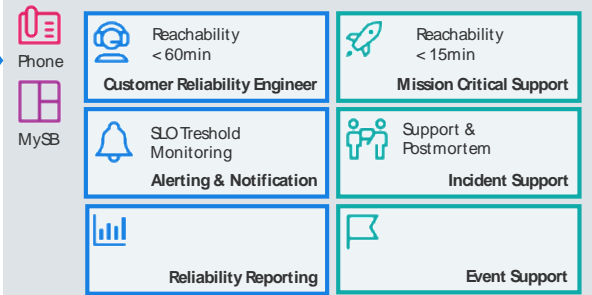 Phone
MySB
Reachability
< 60min
Customer Reliability Engineer
Reachability
< 15min
Mission Critical Support
SLO Treshold
Monitoring
Alerting & Notification
Support &
Postmortem
Incident Support
Reliability Reporting
Event Support